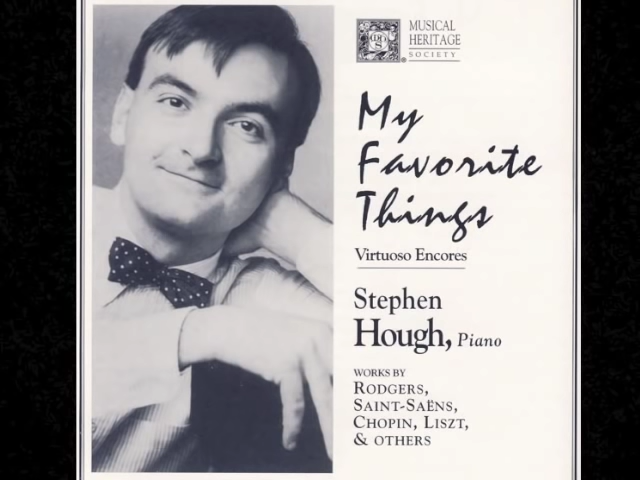 MUSICAL
HERITAGE
SOCIETY
My
Favorite
Things
Virtuoso Encores
Stephen
Hough, Piano
WORKS BY
RODGERS,
SAINT-SAËNS,
CHOPIN, LISZT,
& OTHERS